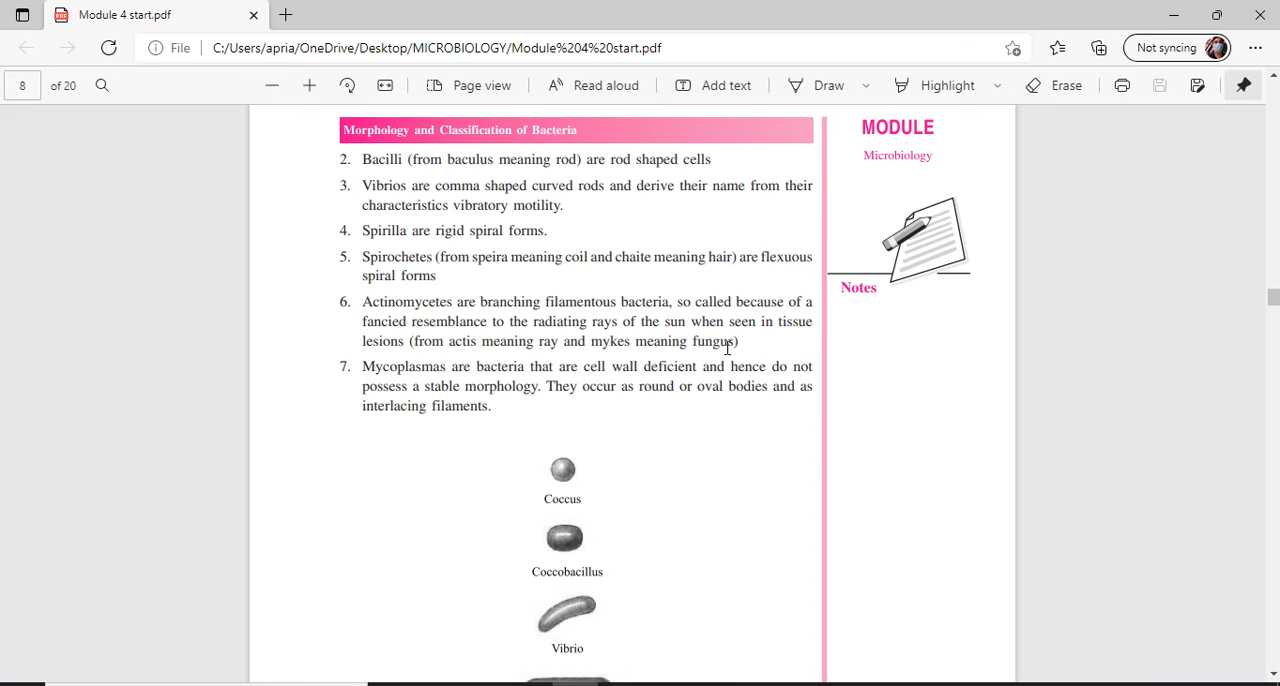 Module 4 start.pdf
File C:/Users/apria/OneDrive/Desktop/MICROBIOLOGY/Module%204%20start.pdf
Not syncing
8 of 20
Page view
Read aloud
Add text
Draw
Highlight
Erase
Morphology and Classification of Bacteria
2. Bacilli (from baculus meaning rod) are rod shaped cells
3. Vibrios are comma shaped curved rods and derive their name from their
characteristics vibratory motility.
4. Spirilla are rigid spiral forms.
5. Spirochetes (from speira meaning coil and chaite meaning hair) are flexuous
spiral forms
6. Actinomycetes are branching filamentous bacteria, so called because of a
fancied resemblance to the radiating rays of the sun when seen in tissue
lesions (from actis meaning ray and mykes meaning fungus)
7. Mycoplasmas are bacteria that are cell wall deficient and hence do not
possess a stable morphology. They occur as round or oval bodies and as
interlacing filaments.
Coccus
Coccobacillus
Vibrio
MODULE
Microbiology
Notes